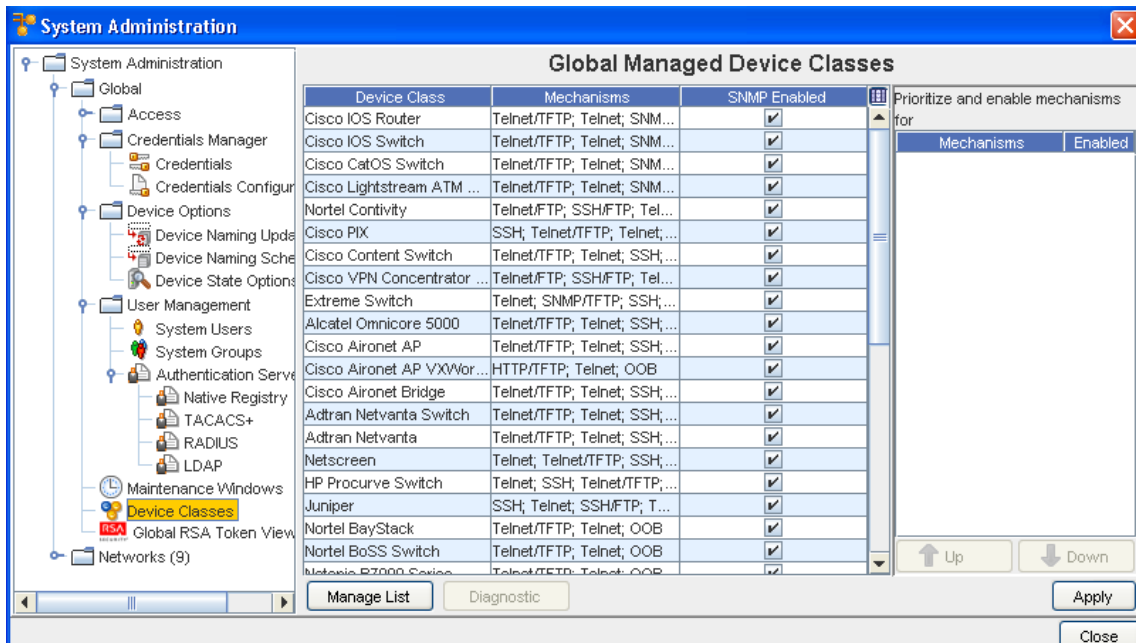 System Administration
System Administration
Global
Access
Credentials Manager
Credentials
Credentials Configur
Device Options
Device Naming Upda
Device Naming Sche
Device State Options
User Management
System Users
System Groups
Authentication Serve
Native Registry
TACACS+
RADIUS
LDAP
Maintenance Windows
Device Classes
RSA Global RSA Token View
Networks (9)
Global Managed Device Classes
Device Class Mechanisms SNMP Enabled
Cisco IOS Router Telnet/TFTP; Telnet; SNM...
Cisco IOS Switch Telnet/TFTP; Telnet; SNM...
Cisco CatOS Switch Telnet/TFTP; Telnet; SNM...
Cisco Lightstream ATM ... Telnet/TFTP; Telnet; SNM...
Nortel Contivity Telnet/FTP; SSH/FTP; Tel...
Cisco PIX SSH; Telnet/TFTP; Telnet;...
Cisco Content Switch Telnet/TFTP; Telnet; SSH;...
Cisco VPN Concentrator ... Telnet/FTP; SSH/FTP; Tel...
Extreme Switch Telnet; SNMP/TFTP; SSH;...
Alcatel Omnicore 5000 Telnet/TFTP; Telnet; SSH;...
Cisco Aironet AP Telnet/TFTP; Telnet; SSH;...
Cisco Aironet AP VXWor... HTTP/TFTP; Telnet; OOB
Cisco Aironet Bridge Telnet/TFTP; Telnet; SSH;...
Adtran Netvanta Switch Telnet/TFTP; Telnet; SSH;...
Adtran Netvanta Telnet/TFTP; Telnet; SSH;...
Netscreen Telnet; Telnet/TFTP; SSH;...
HP Procurve Switch Telnet; SSH; Telnet/TFTP;...
Juniper SSH; Telnet; SSH/FTP; T...
Nortel BayStack Telnet/TFTP; Telnet; OOB
Nortel BoSS Switch Telnet/TFTP; Telnet; OOB
Telnet/TFTP; Telnet; OOB
Prioritize and enable mechanisms
for
Mechanisms Enabled
Up Down
Manage List Diagnostic Apply
Close